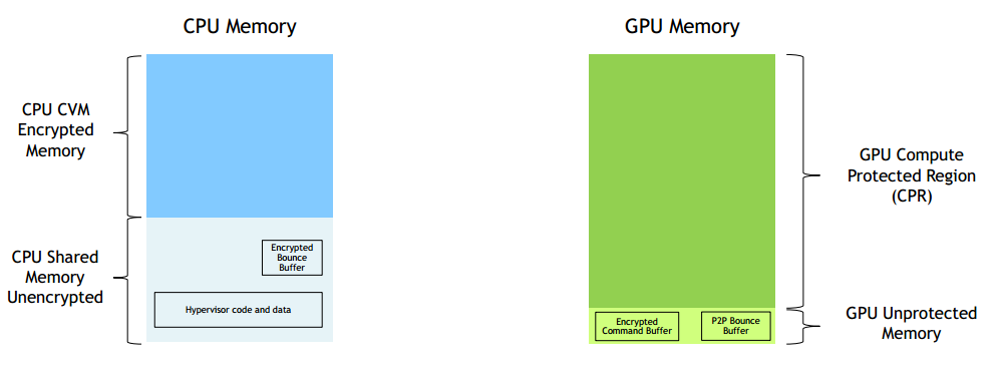 CPU Memory
CPU CVM
Encrypted
Memory
CPU Shared
Memory
Unencrypted
Encrypted
Bounce
Buffer
Hypervisor code and data
GPU Memory
GPU Compute
Protected Region
(CPR)
Encrypted
Command Buffer
P2P Bounce
Buffer
GPU Unprotected
Memory